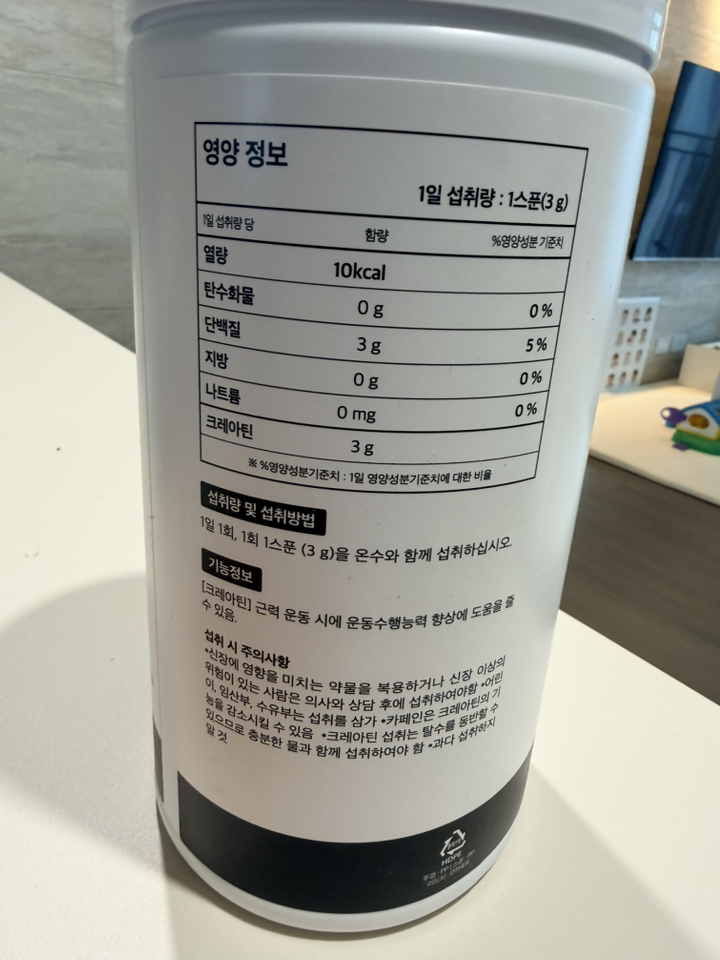 영양 정보
1일 섭취량 : 1스푼(3 g)
1일 섭취량 당 함량 %영양성분 기준치
열량 10kcal
탄수화물 0 g 0 %
단백질 3 g 5 %
지방 0 g 0 %
나트륨 0 mg 0 %
크레아틴 3 g
※ %영양성분기준치 : 1일 영양성분기준치에 대한 비율
섭취량 및 섭취방법
1일 1회, 1회 1스푼 (3 g)을 온수와 함께 섭취하십시오.
기능정보
[크레아틴] 근력 운동 시에 운동수행능력 향상에 도움을 줄
수 있음.
섭취 시 주의사항
•신장에 영향을 미치는 약물을 복용하거나 신장 이상의
위험이 있는 사람은 의사와 상담 후에 섭취하여야함 •어린
이, 임산부, 수유부는 섭취를 삼가 •카페인은 크레아틴의 기
능을 감소시킬 수 있음 •크레아틴 섭취는 탈수를 동반할 수
있으므로 충분한 물과 함께 섭취하여야 함 •과다 섭취하지
말 것
HDPE
뚜껑 : PP / 스푼 : PP
리드지 : OTHER